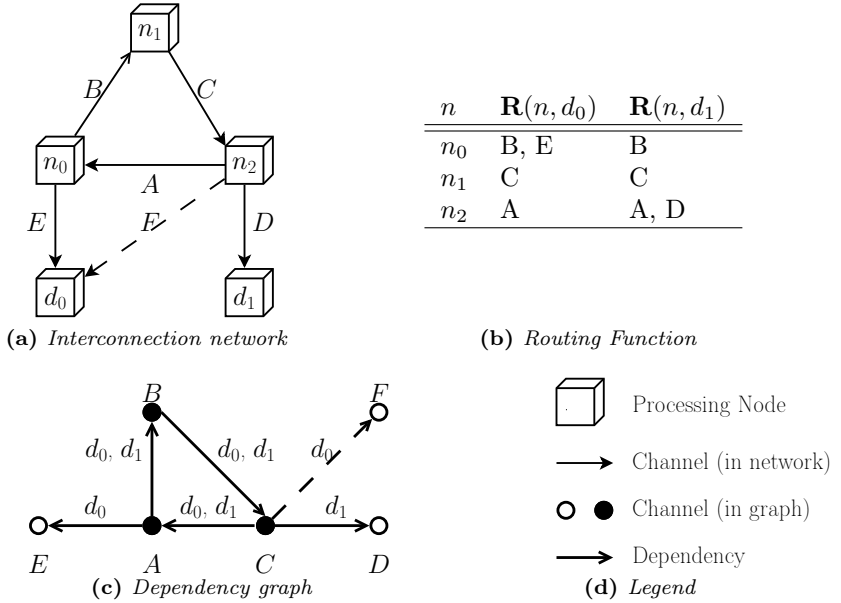 n₁
B
C
n₀
n₂
A
E
F
D
d₀
d₁
(a) Interconnection network
n R(n, d₀) R(n, d₁)
n₀ B, E B
n₁ C C
n₂ A A, D
(b) Routing Function
B
F
d₀, d₁
d₀, d₁
d₀
d₀
d₀, d₁
d₁
E
A
C
D
(c) Dependency graph
Processing Node
Channel (in network)
Channel (in graph)
Dependency
(d) Legend